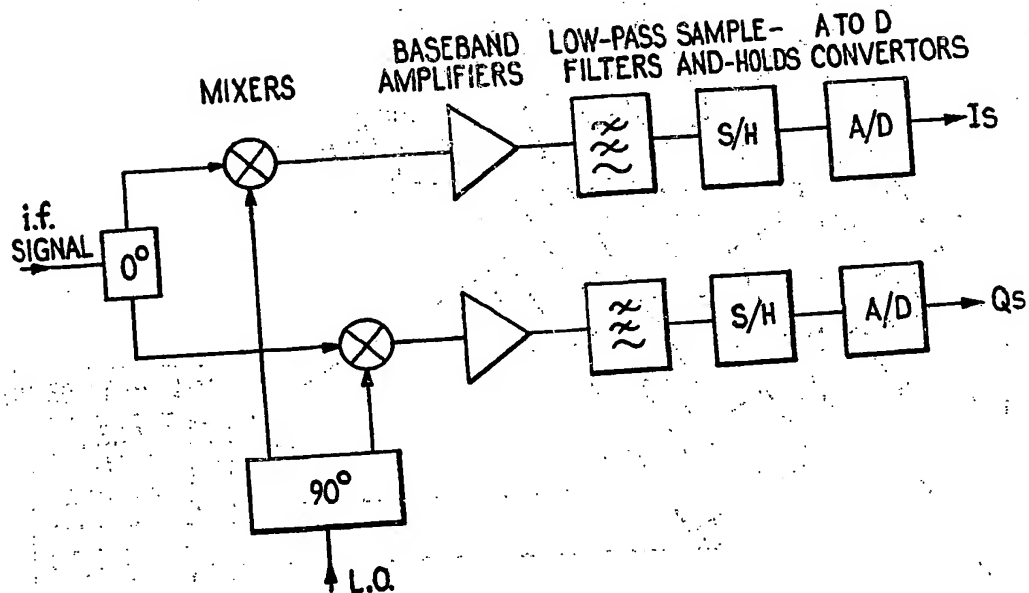 MIXERS
BASEBAND
AMPLIFIERS
LOW-PASS
FILTERS
SAMPLE-
AND-HOLDS
A TO D
CONVERTORS
S/H
A/D
Is
i.f.
SIGNAL
0°
S/H
A/D
Qs
90°
L.O.